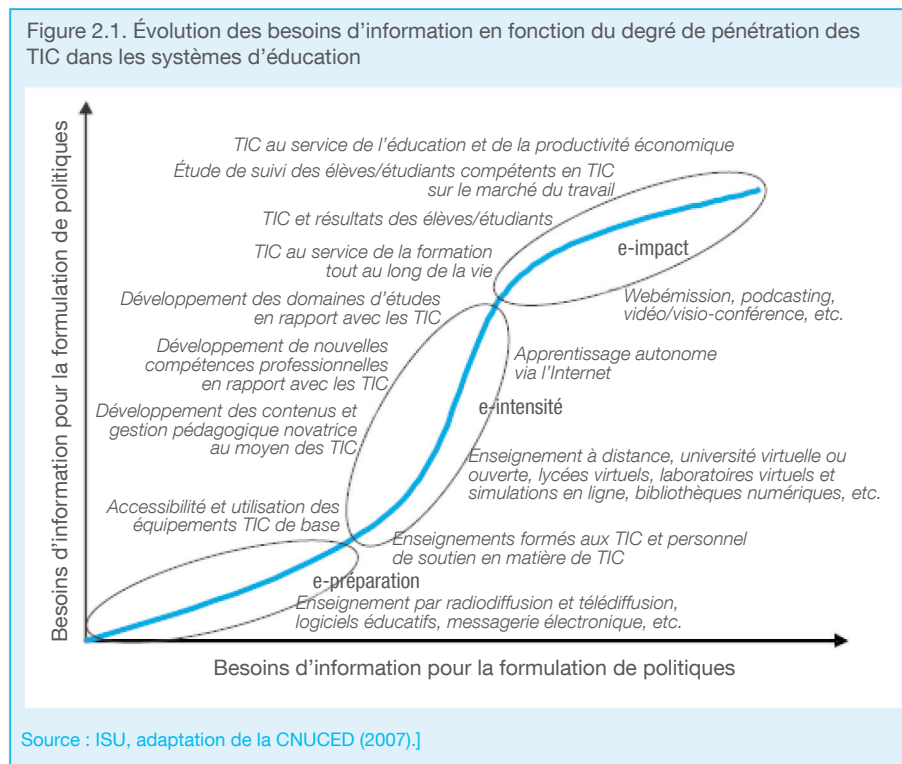 Figure 2.1. Évolution des besoins d’information en fonction du degré de pénétration des
TIC dans les systèmes d’éducation
Besoins d’information pour la formulation de politiques
TIC au service de l’éducation et de la productivité économique
Étude de suivi des élèves/étudiants compétents en TIC
sur le marché du travail
TIC et résultats des élèves/étudiants
TIC au service de la formation
tout au long de la vie
e-impact
Développement des domaines d’études
en rapport avec les TIC
Webémission, podcasting,
vidéo/visio-conférence, etc.
Développement de nouvelles
compétences professionnelles
en rapport avec les TIC
Apprentissage autonome
via l’Internet
Développement des contenus et
gestion pédagogique novatrice
au moyen des TIC
e-intensité
Enseignement à distance, université virtuelle ou
ouverte, lycées virtuels, laboratoires virtuels et
simulations en ligne, bibliothèques numériques, etc.
Accessibilité et utilisation des
équipements TIC de base
Enseignements formés aux TIC et personnel
de soutien en matière de TIC
e-préparation
Enseignement par radiodiffusion et télédiffusion,
logiciels éducatifs, messagerie électronique, etc.
Besoins d’information pour la formulation de politiques
Source : ISU, adaptation de la CNUCED (2007).]